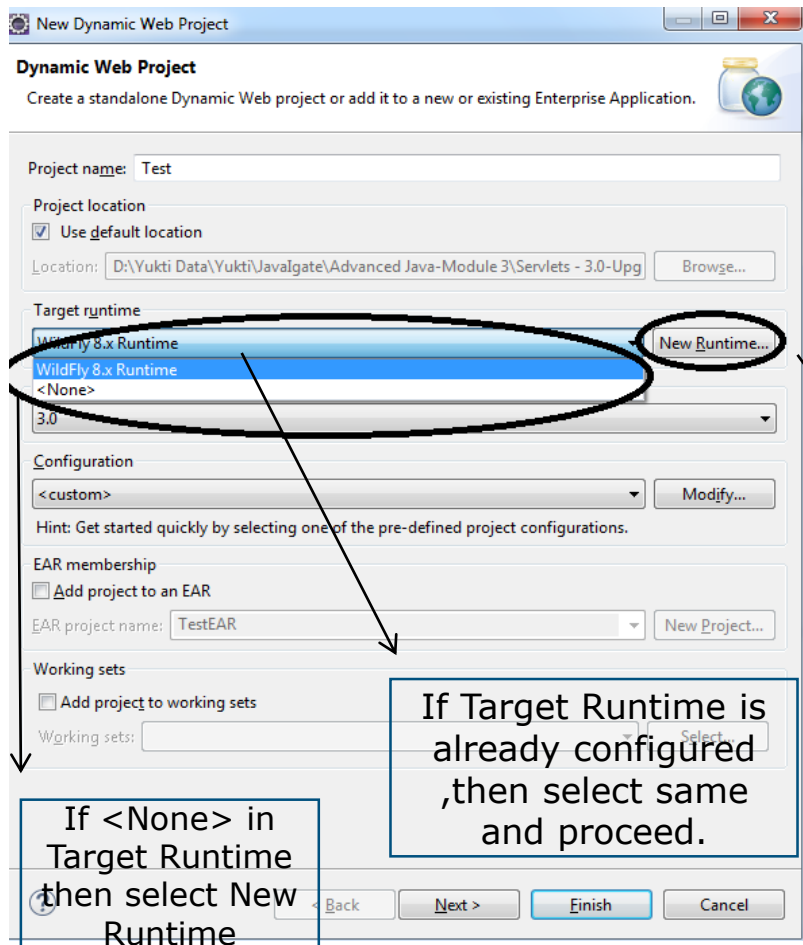 New Dynamic Web Project
Dynamic Web Project
Create a standalone Dynamic Web project or add it to a new or existing Enterprise Application.
Project name: Test
Project location
Use default location
Location: D:\Yukti Data\Yukti\JavaIgate\Advanced Java-Module 3\Servlets - 3.0-Upg Browse...
Target runtime
WildFly 8.x Runtime New Runtime...
WildFly 8.x Runtime
<None>
3.0
Configuration
<custom> Modify...
Hint: Get started quickly by selecting one of the pre-defined project configurations.
EAR membership
Add project to an EAR
EAR project name: TestEAR New Project...
Working sets
Add project to working sets
Working sets: Select...
If Target Runtime is
already configured
,then select same
and proceed.
If <None> in
Target Runtime
then select New
Runtime
? < Back Next > Finish Cancel